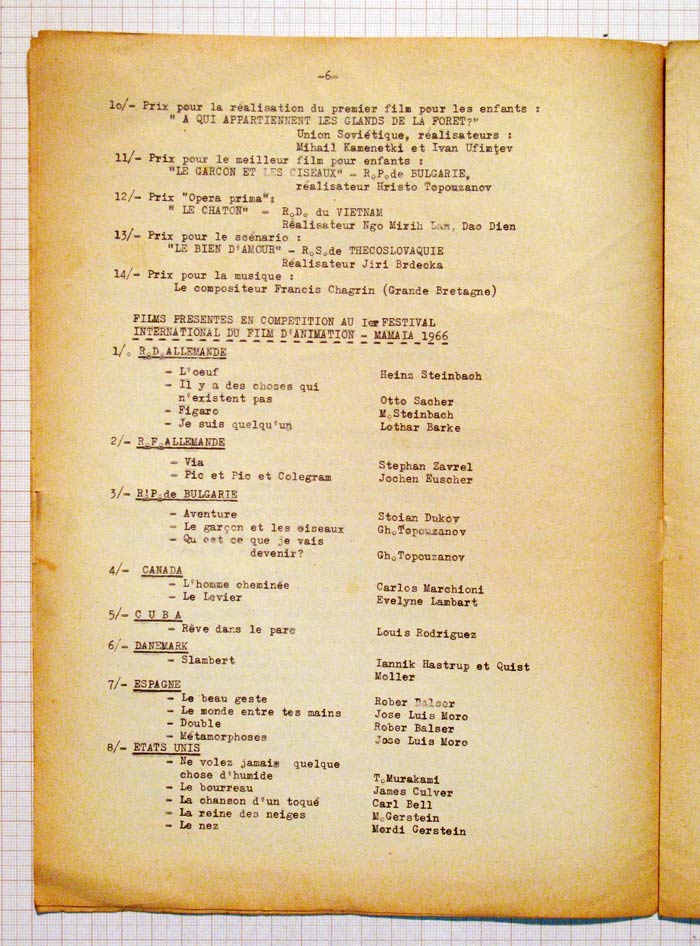 -6-
10/- Prix pour la réalisation du premier film pour les enfants :
" A QUI APPARTIENNENT LES GLANDS DE LA FORET?"
Union Soviétique, réalisateurs :
Mihail Kamenetki et Ivan Ufimţev
11/- Prix pour le meilleur film pour enfants :
"LE GARCON ET LES CISEAUX" - R.P.de BULGARIE,
réalisateur Hristo Topouzanov
12/- Prix "Opera prima":
" LE CHATON" - R.D. du VIETNAM
Réalisateur Ngo Mirih Lam, Dao Dien
13/- Prix pour le scénario :
"LE BIEN D'AMOUR" - R.S.de THECOSLOVAQUIE
Réalisateur Jiri Brdecka
14/- Prix pour la musique :
Le compositeur Francis Chagrin (Grande Bretagne)
FILMS PRESENTES EN COMPETITION AU Ier FESTIVAL
INTERNATIONAL DU FILM D'ANIMATION - MAMAIA 1966
1/. R.D.ALLEMANDE
- L'oeuf Heinz Steinbach
- Il y a des choses qui
n'existent pas Otto Sacher
- Figaro M.Steinbach
- Je suis quelqu'un Lothar Barke
2/- R.F.ALLEMANDE
- Via Stephan Zavrel
- Pic et Pic et Colegram Jochen Euscher
3/- R.P.de BULGARIE
- Aventure Stoian Dukov
- Le garçon et les oiseaux Gh.Topouzanov
- Qu'est ce que je vais
devenir? Gh.Topouzanov
4/- CANADA
- L'homme cheminée Carlos Marchioni
- Le Levier Evelyne Lambart
5/- C U B A
- Rêve dans le parc Louis Rodriguez
6/- DANEMARK
- Slambert Iannik Hastrup et Quist
Moller
7/- ESPAGNE
- Le beau geste Rober Balser
- Le monde entre tes mains Jose Luis Moro
- Double Rober Balser
- Métamorphoses Jose Luis Moro
8/- ETATS UNIS
- Ne volez jamais quelque
chose d'humide T.Murakami
- Le bourreau James Culver
- La chanson d'un toqué Carl Bell
- La reine des neiges M.Gerstein
- Le nez Mordi Gerstein